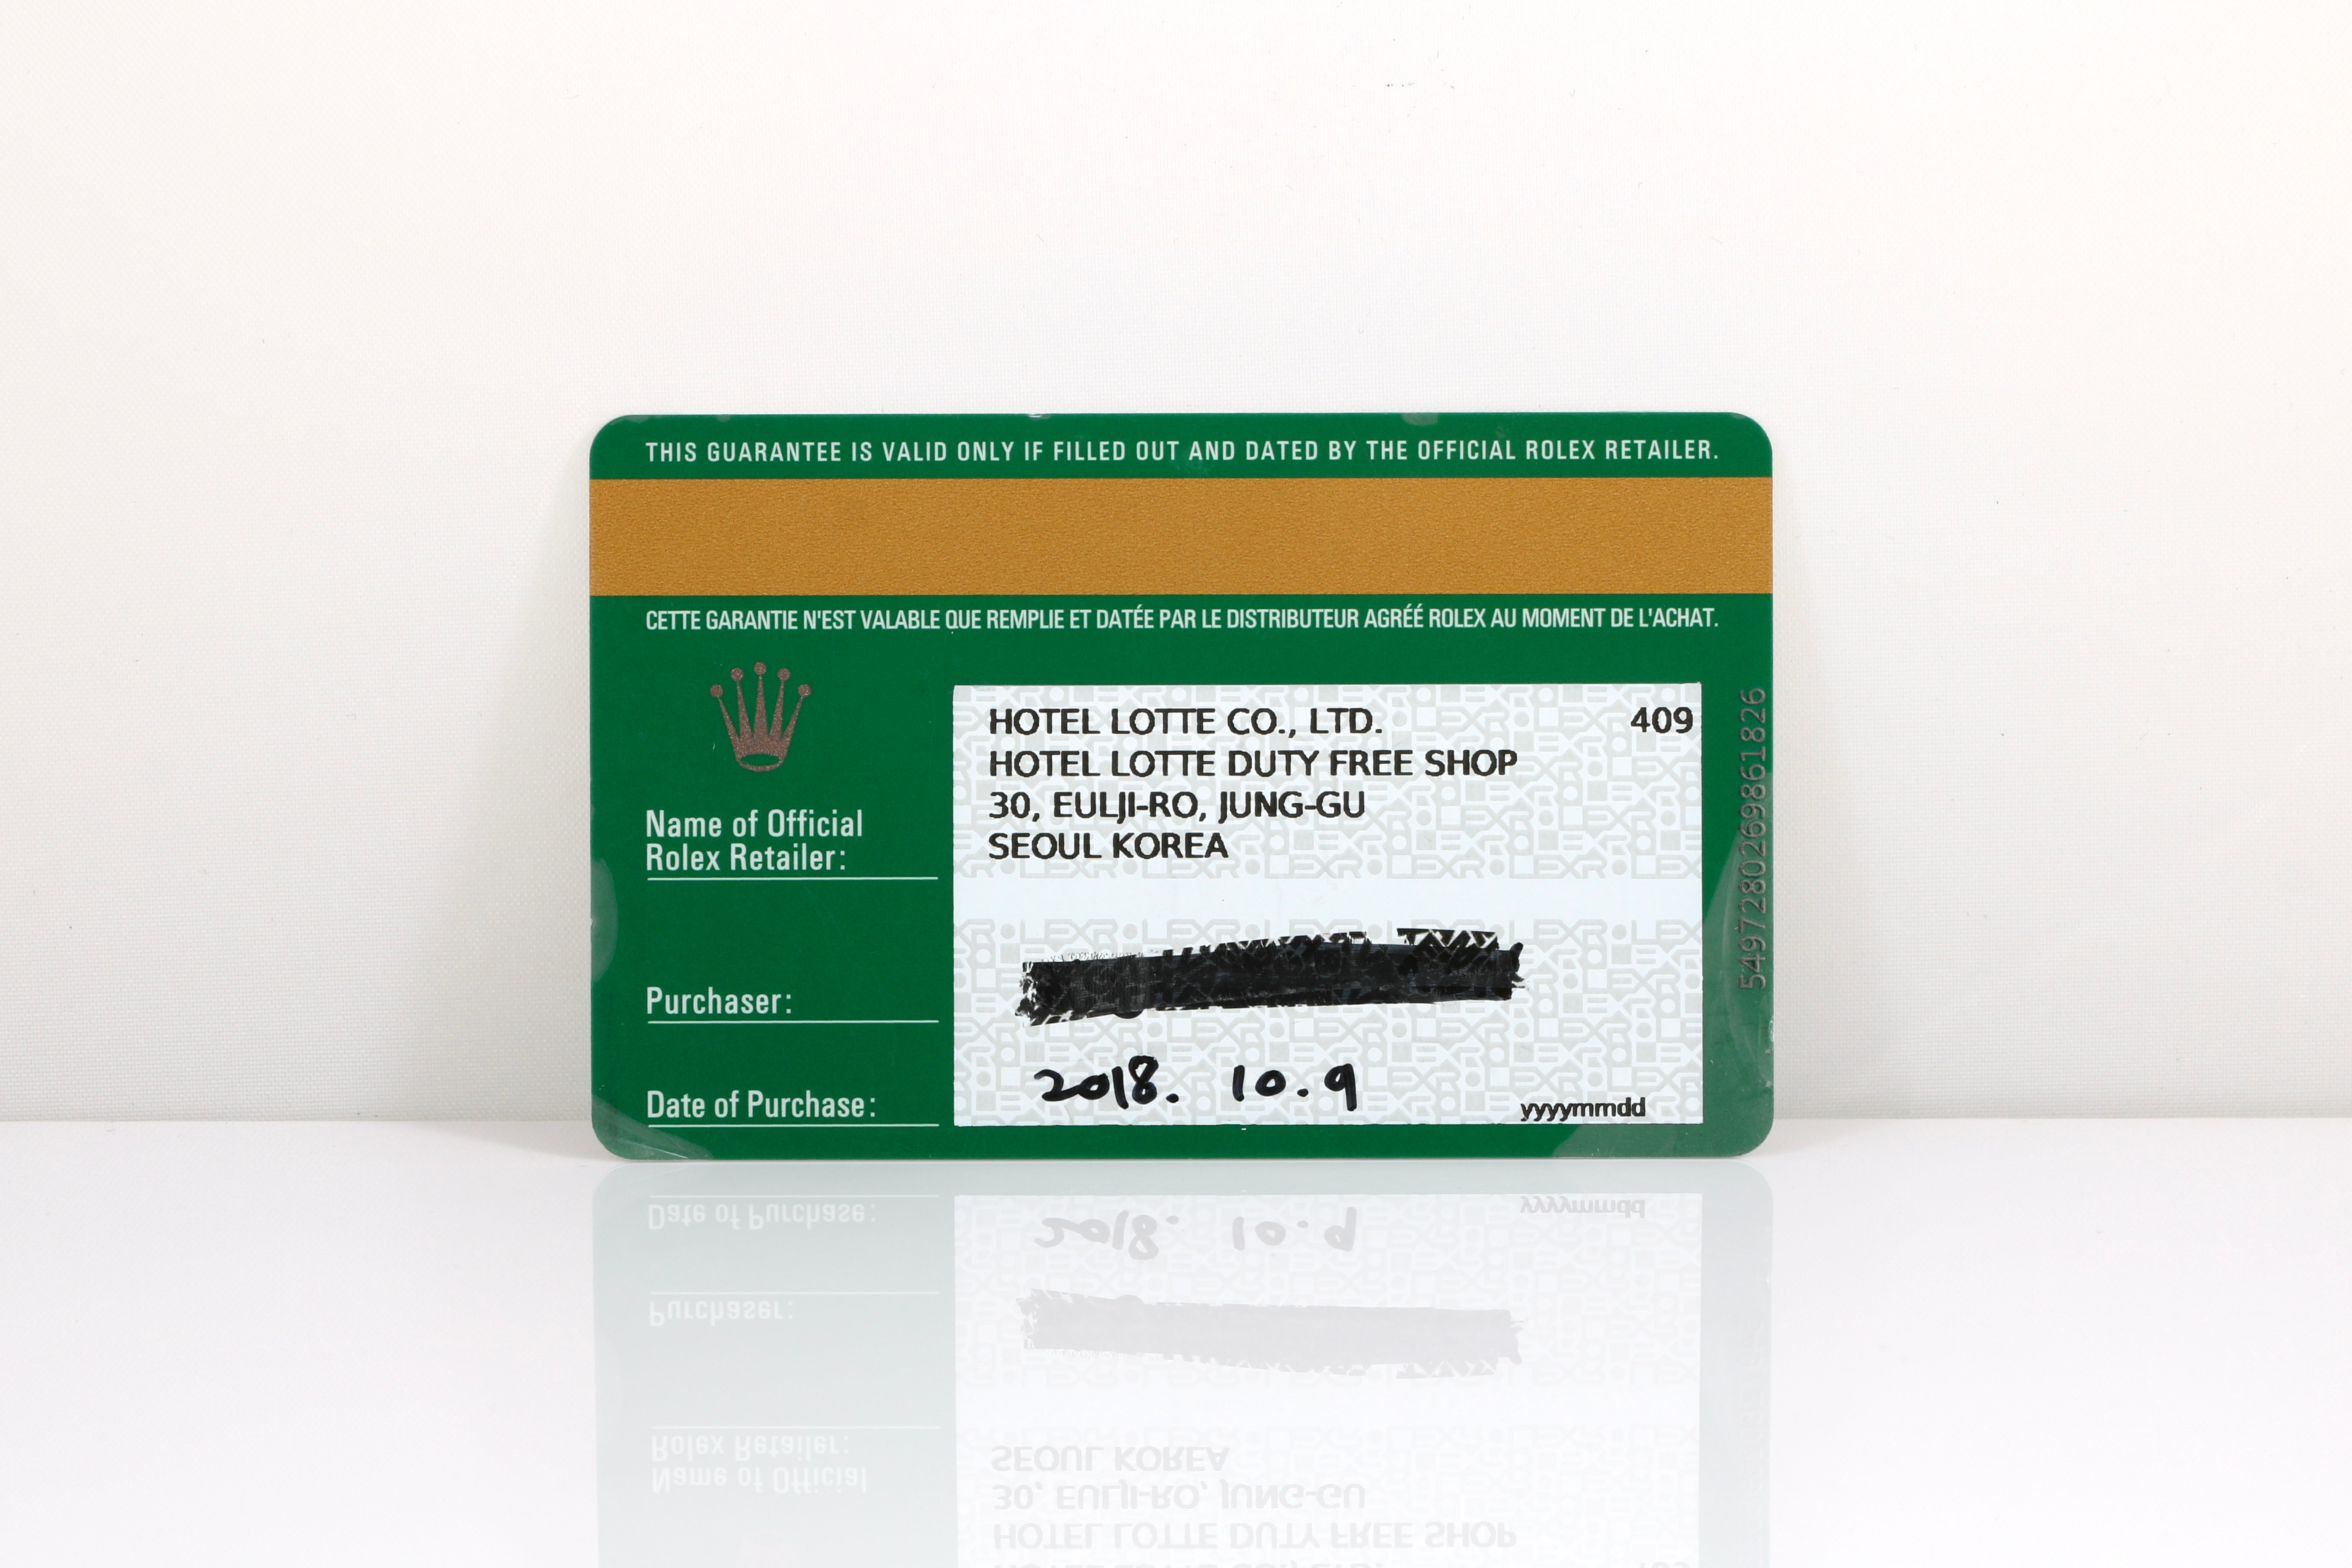 THIS GUARANTEE IS VALID ONLY IF FILLED OUT AND DATED BY THE OFFICIAL ROLEX RETAILER.
CETTE GARANTIE N'EST VALABLE QUE REMPLIE ET DATÉE PAR LE DISTRIBUTEUR AGRÉÉ ROLEX AU MOMENT DE L'ACHAT.
Name of Official
Rolex Retailer:
HOTEL LOTTE CO., LTD. 409
HOTEL LOTTE DUTY FREE SHOP
30, EULJI-RO, JUNG-GU
SEOUL KOREA
Purchaser:
Date of Purchase: 2018. 10.9 yyyymmdd
5497280269861826